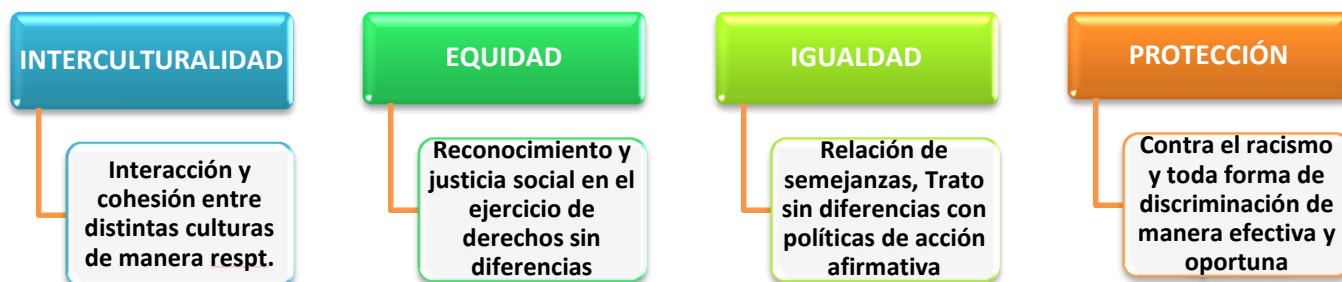 INTERCULTURALIDAD
Interacción y
cohesión entre
distintas culturas
de manera respt.
EQUIDAD
Reconocimiento y
justicia social en el
ejercicio de
derechos sin
diferencias
IGUALDAD
Relación de
semejanzas, Trato
sin diferencias con
políticas de acción
afirmativa
PROTECCIÓN
Contra el racismo
y toda forma de
discriminación de
manera efectiva y
oportuna